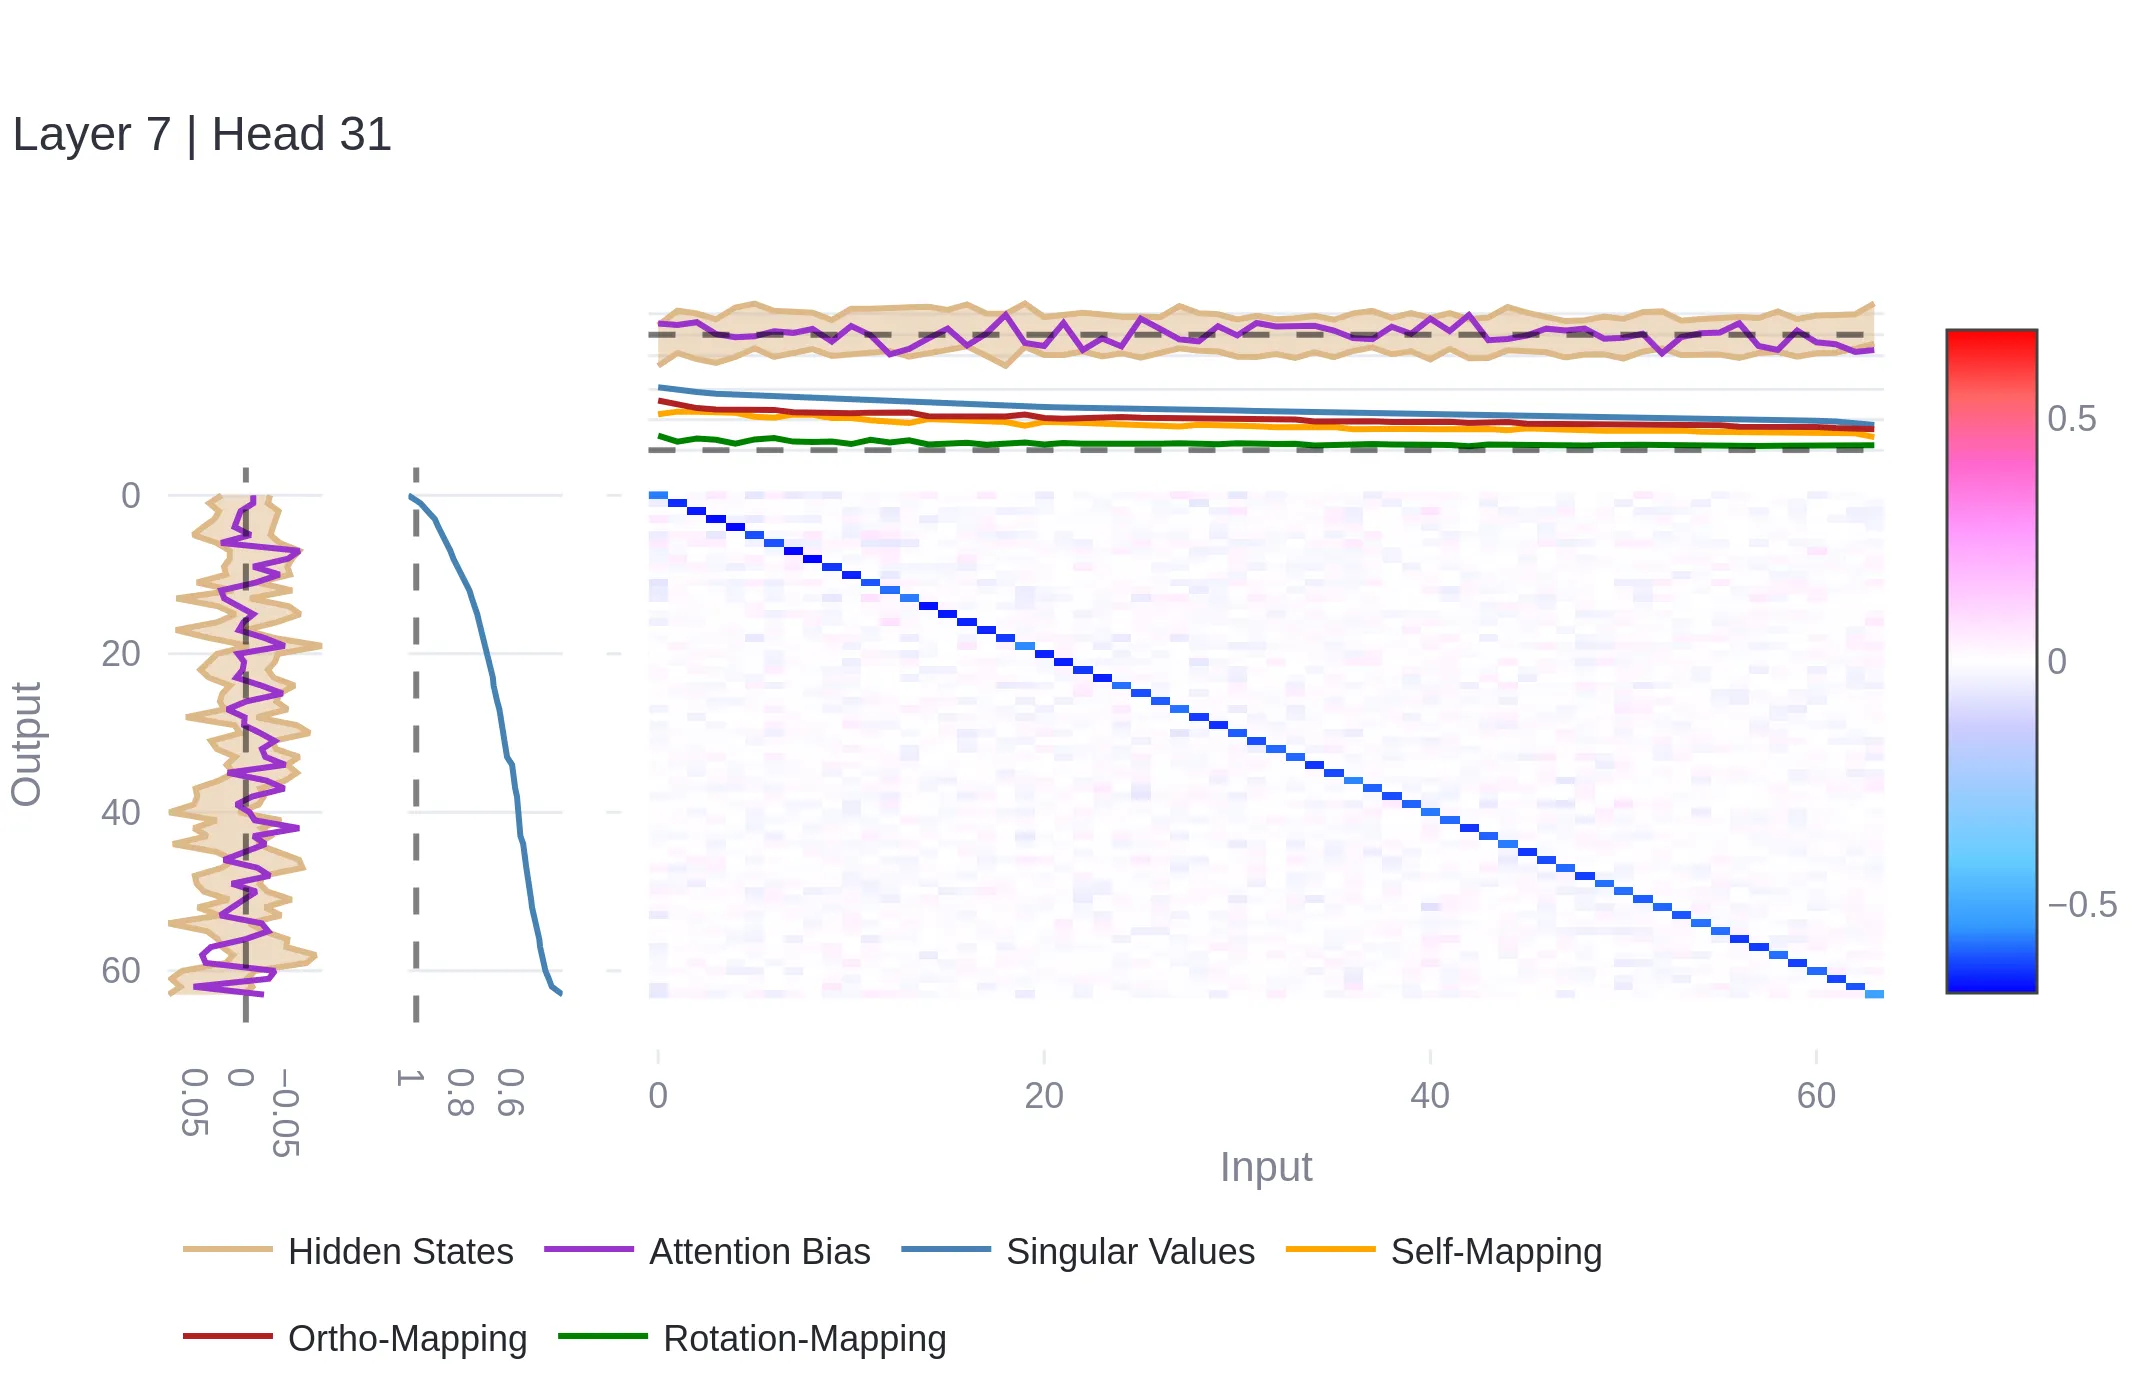 Layer 7 | Head 31
0
20
40
60
Output
0.05
0
−0.05
1
0.8
0.6
0
20
40
60
Input
0.5
0
−0.5
Hidden States
Attention Bias
Singular Values
Self-Mapping
Ortho-Mapping
Rotation-Mapping